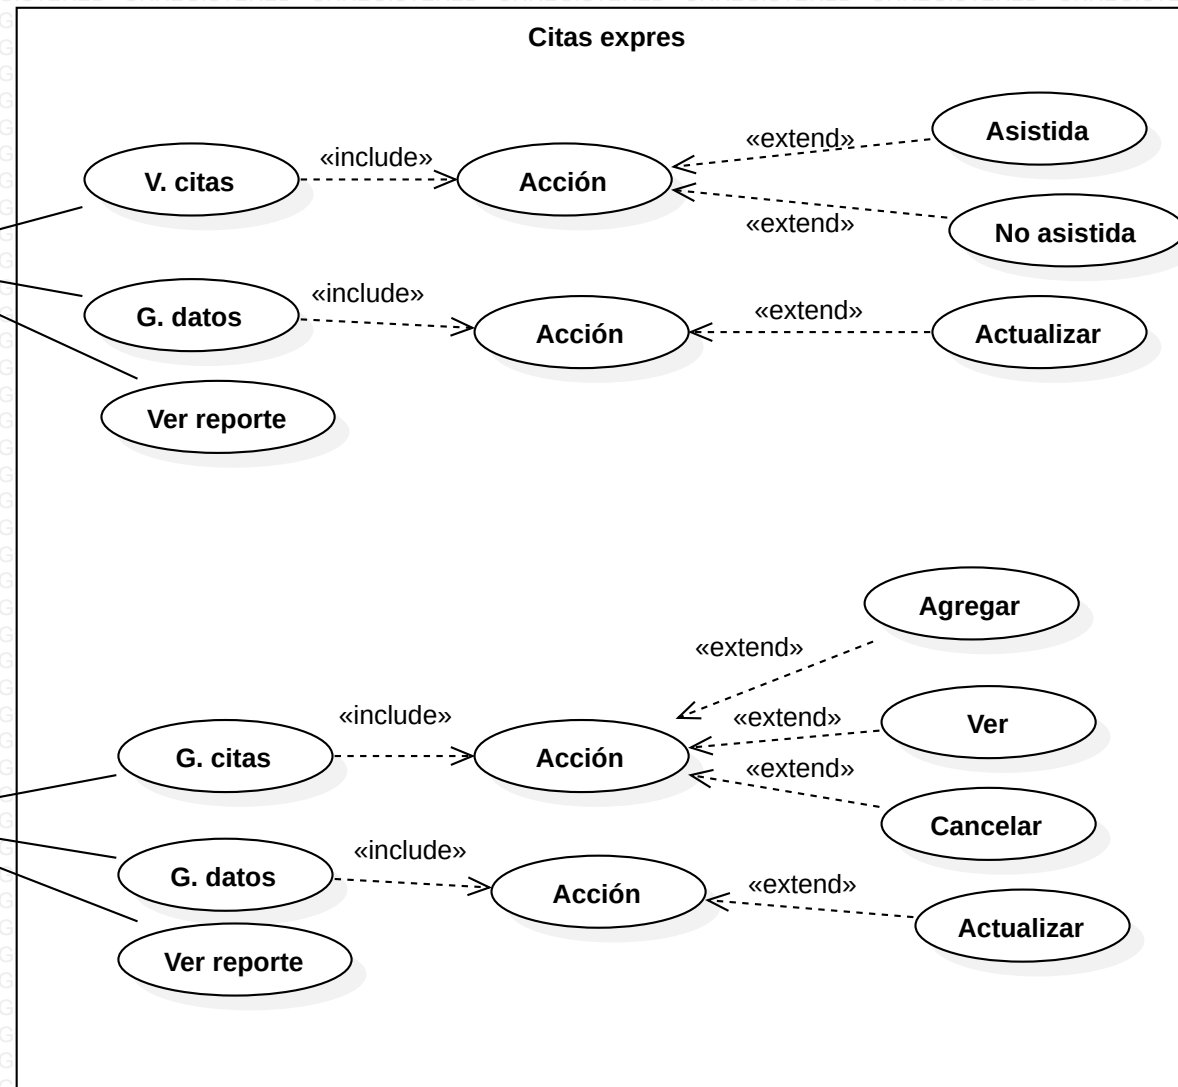 Citas expres
Asistida
«extend»
V. citas
«include»
Acción
No asistida
«extend»
G. datos
«include»
Acción
«extend»
Actualizar
Ver reporte
Agregar
«extend»
G. citas
«include»
Acción
«extend»
Ver
«extend»
Cancelar
G. datos
«include»
Acción
«extend»
Actualizar
Ver reporte